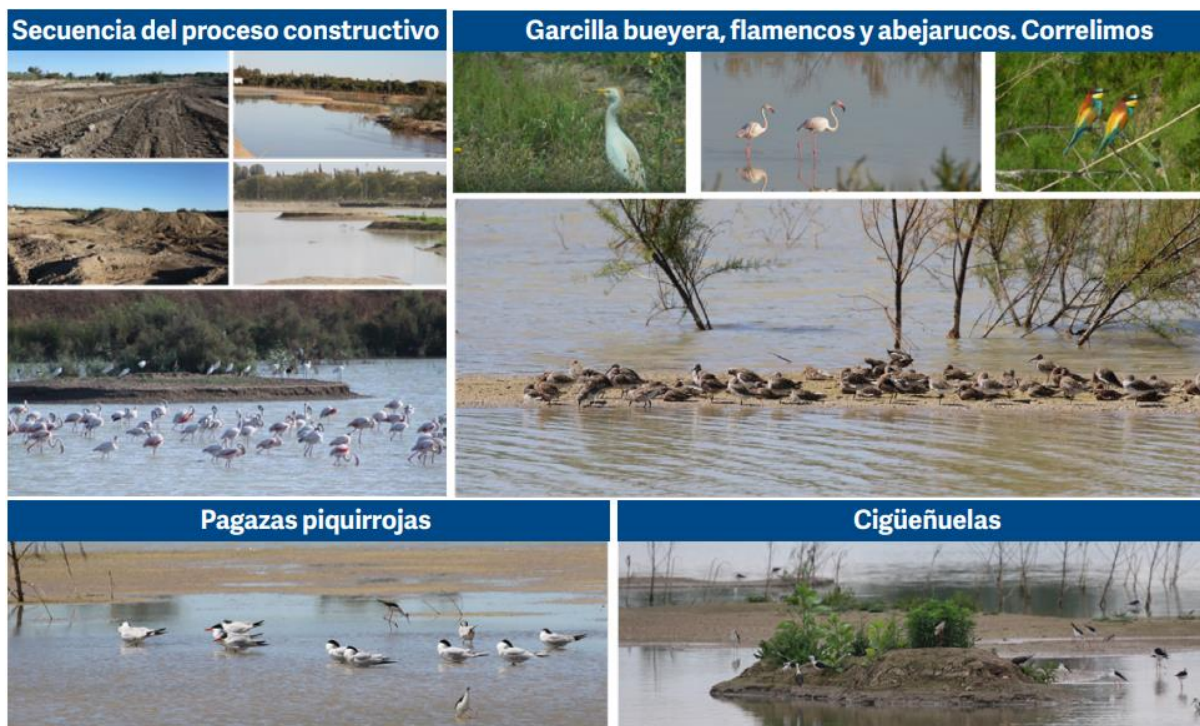 Secuencia del proceso constructivo
Garcilla bueyera, flamencos y abejarucos. Correlimos
Pagazas piquirrojas
Cigüeñuelas